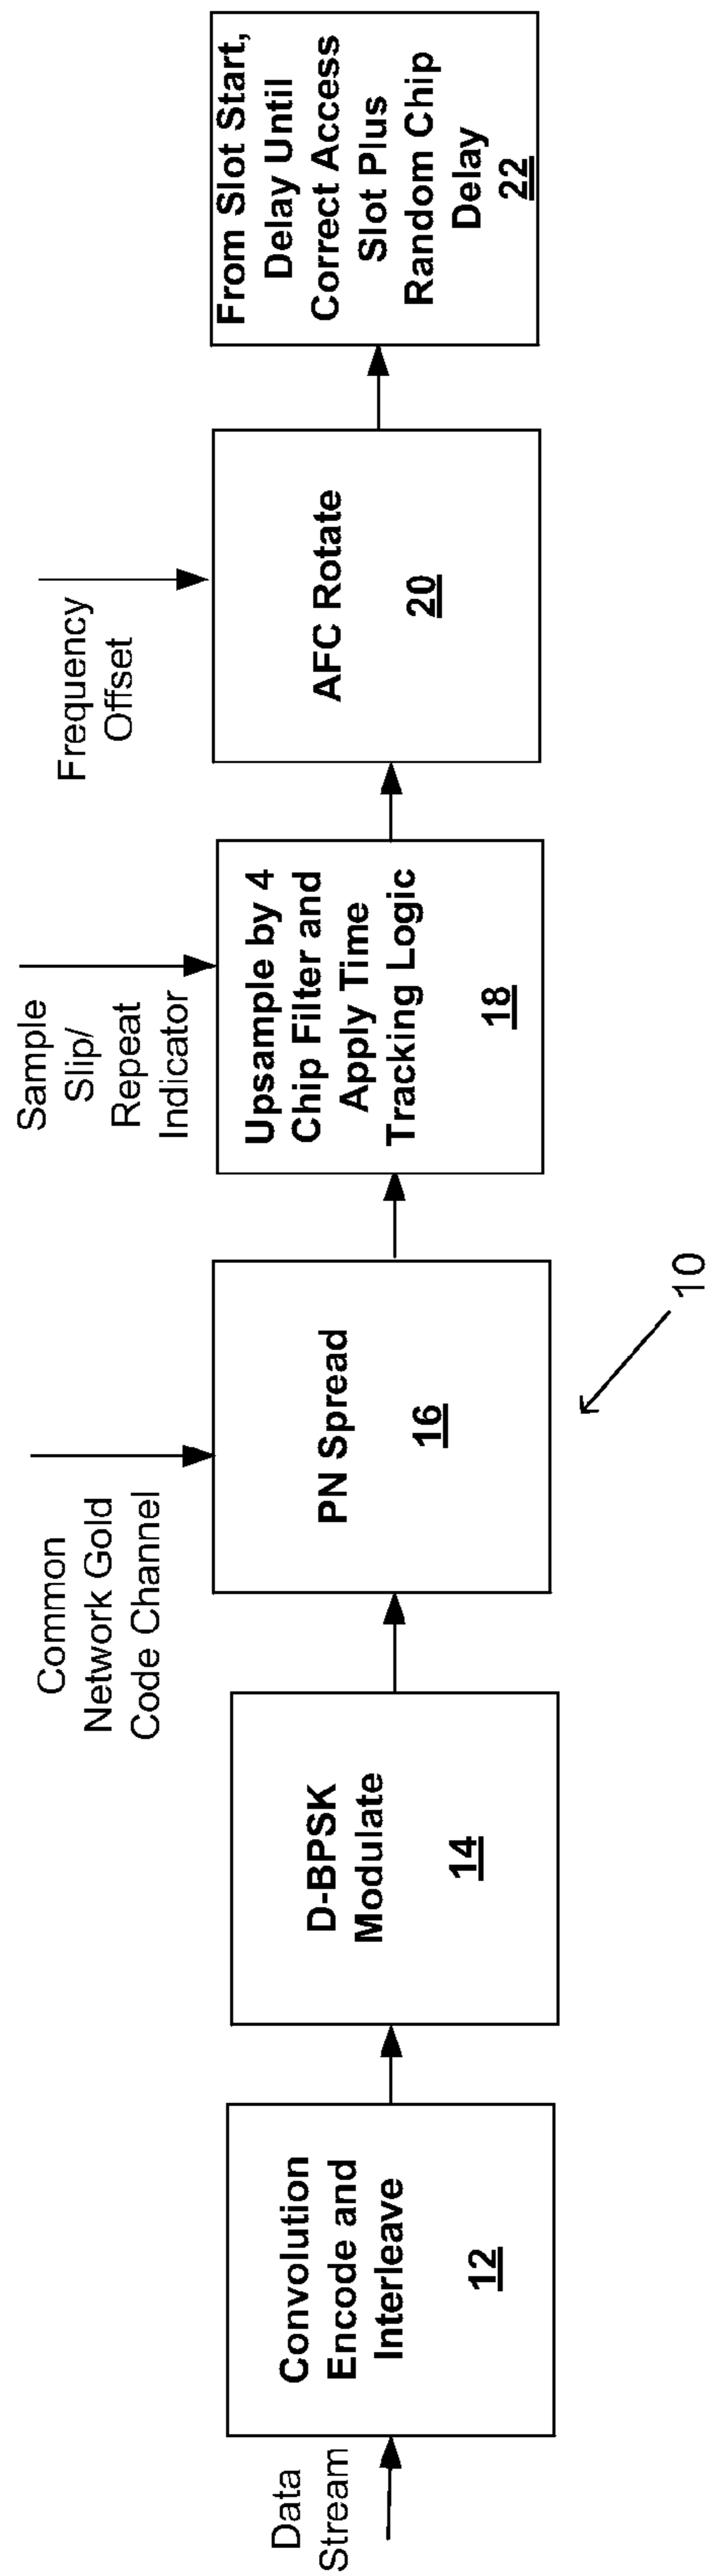 Data
Stream
Convolution
Encode and
Interleave
12
D-BPSK
Modulate
14
Common
Network Gold
Code Channel
PN Spread
16
Sample
Slip/
Repeat
Indicator
Upsample by 4
Chip Filter and
Apply Time
Tracking Logic
18
Frequency
Offset
AFC Rotate
20
From Slot Start,
Delay Until
Correct Access
Slot Plus
Random Chip
Delay
22
10